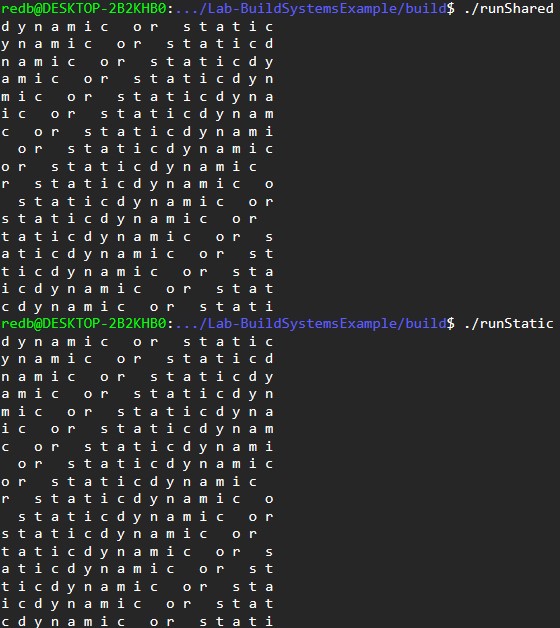 redb@DESKTOP-2B2KHB0:.../Lab-BuildSystemsExample/build$ ./runShared
d y n a m i c   o r   s t a t i c
y n a m i c   o r   s t a t i c d
n a m i c   o r   s t a t i c d y
a m i c   o r   s t a t i c d y n
m i c   o r   s t a t i c d y n a
i c   o r   s t a t i c d y n a m
c   o r   s t a t i c d y n a m i
  o r   s t a t i c d y n a m i c
o r   s t a t i c d y n a m i c
r   s t a t i c d y n a m i c   o
  s t a t i c d y n a m i c   o r
s t a t i c d y n a m i c   o r
t a t i c d y n a m i c   o r   s
a t i c d y n a m i c   o r   s t
t i c d y n a m i c   o r   s t a
i c d y n a m i c   o r   s t a t
c d y n a m i c   o r   s t a t i
redb@DESKTOP-2B2KHB0:.../Lab-BuildSystemsExample/build$ ./runStatic
d y n a m i c   o r   s t a t i c
y n a m i c   o r   s t a t i c d
n a m i c   o r   s t a t i c d y
a m i c   o r   s t a t i c d y n
m i c   o r   s t a t i c d y n a
i c   o r   s t a t i c d y n a m
c   o r   s t a t i c d y n a m i
  o r   s t a t i c d y n a m i c
o r   s t a t i c d y n a m i c
r   s t a t i c d y n a m i c   o
  s t a t i c d y n a m i c   o r
s t a t i c d y n a m i c   o r
t a t i c d y n a m i c   o r   s
a t i c d y n a m i c   o r   s t
t i c d y n a m i c   o r   s t a
i c d y n a m i c   o r   s t a t
c d y n a m i c   o r   s t a t i